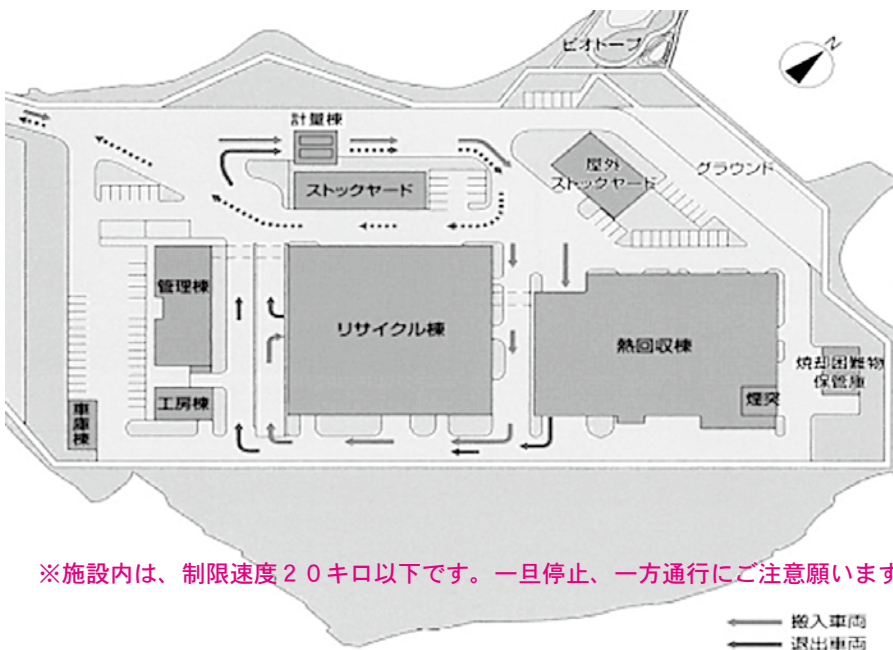 ビオトープ
N
計量棟
屋外
ストックヤード
グラウンド
ストックヤード
管理棟
リサイクル棟
熱回収棟
焼却困難物
保管庫
煙突
工房棟
車庫棟
※施設内は、制限速度２０キロ以下です。一旦停止、一方通行にご注意願います
搬入車両
退出車両